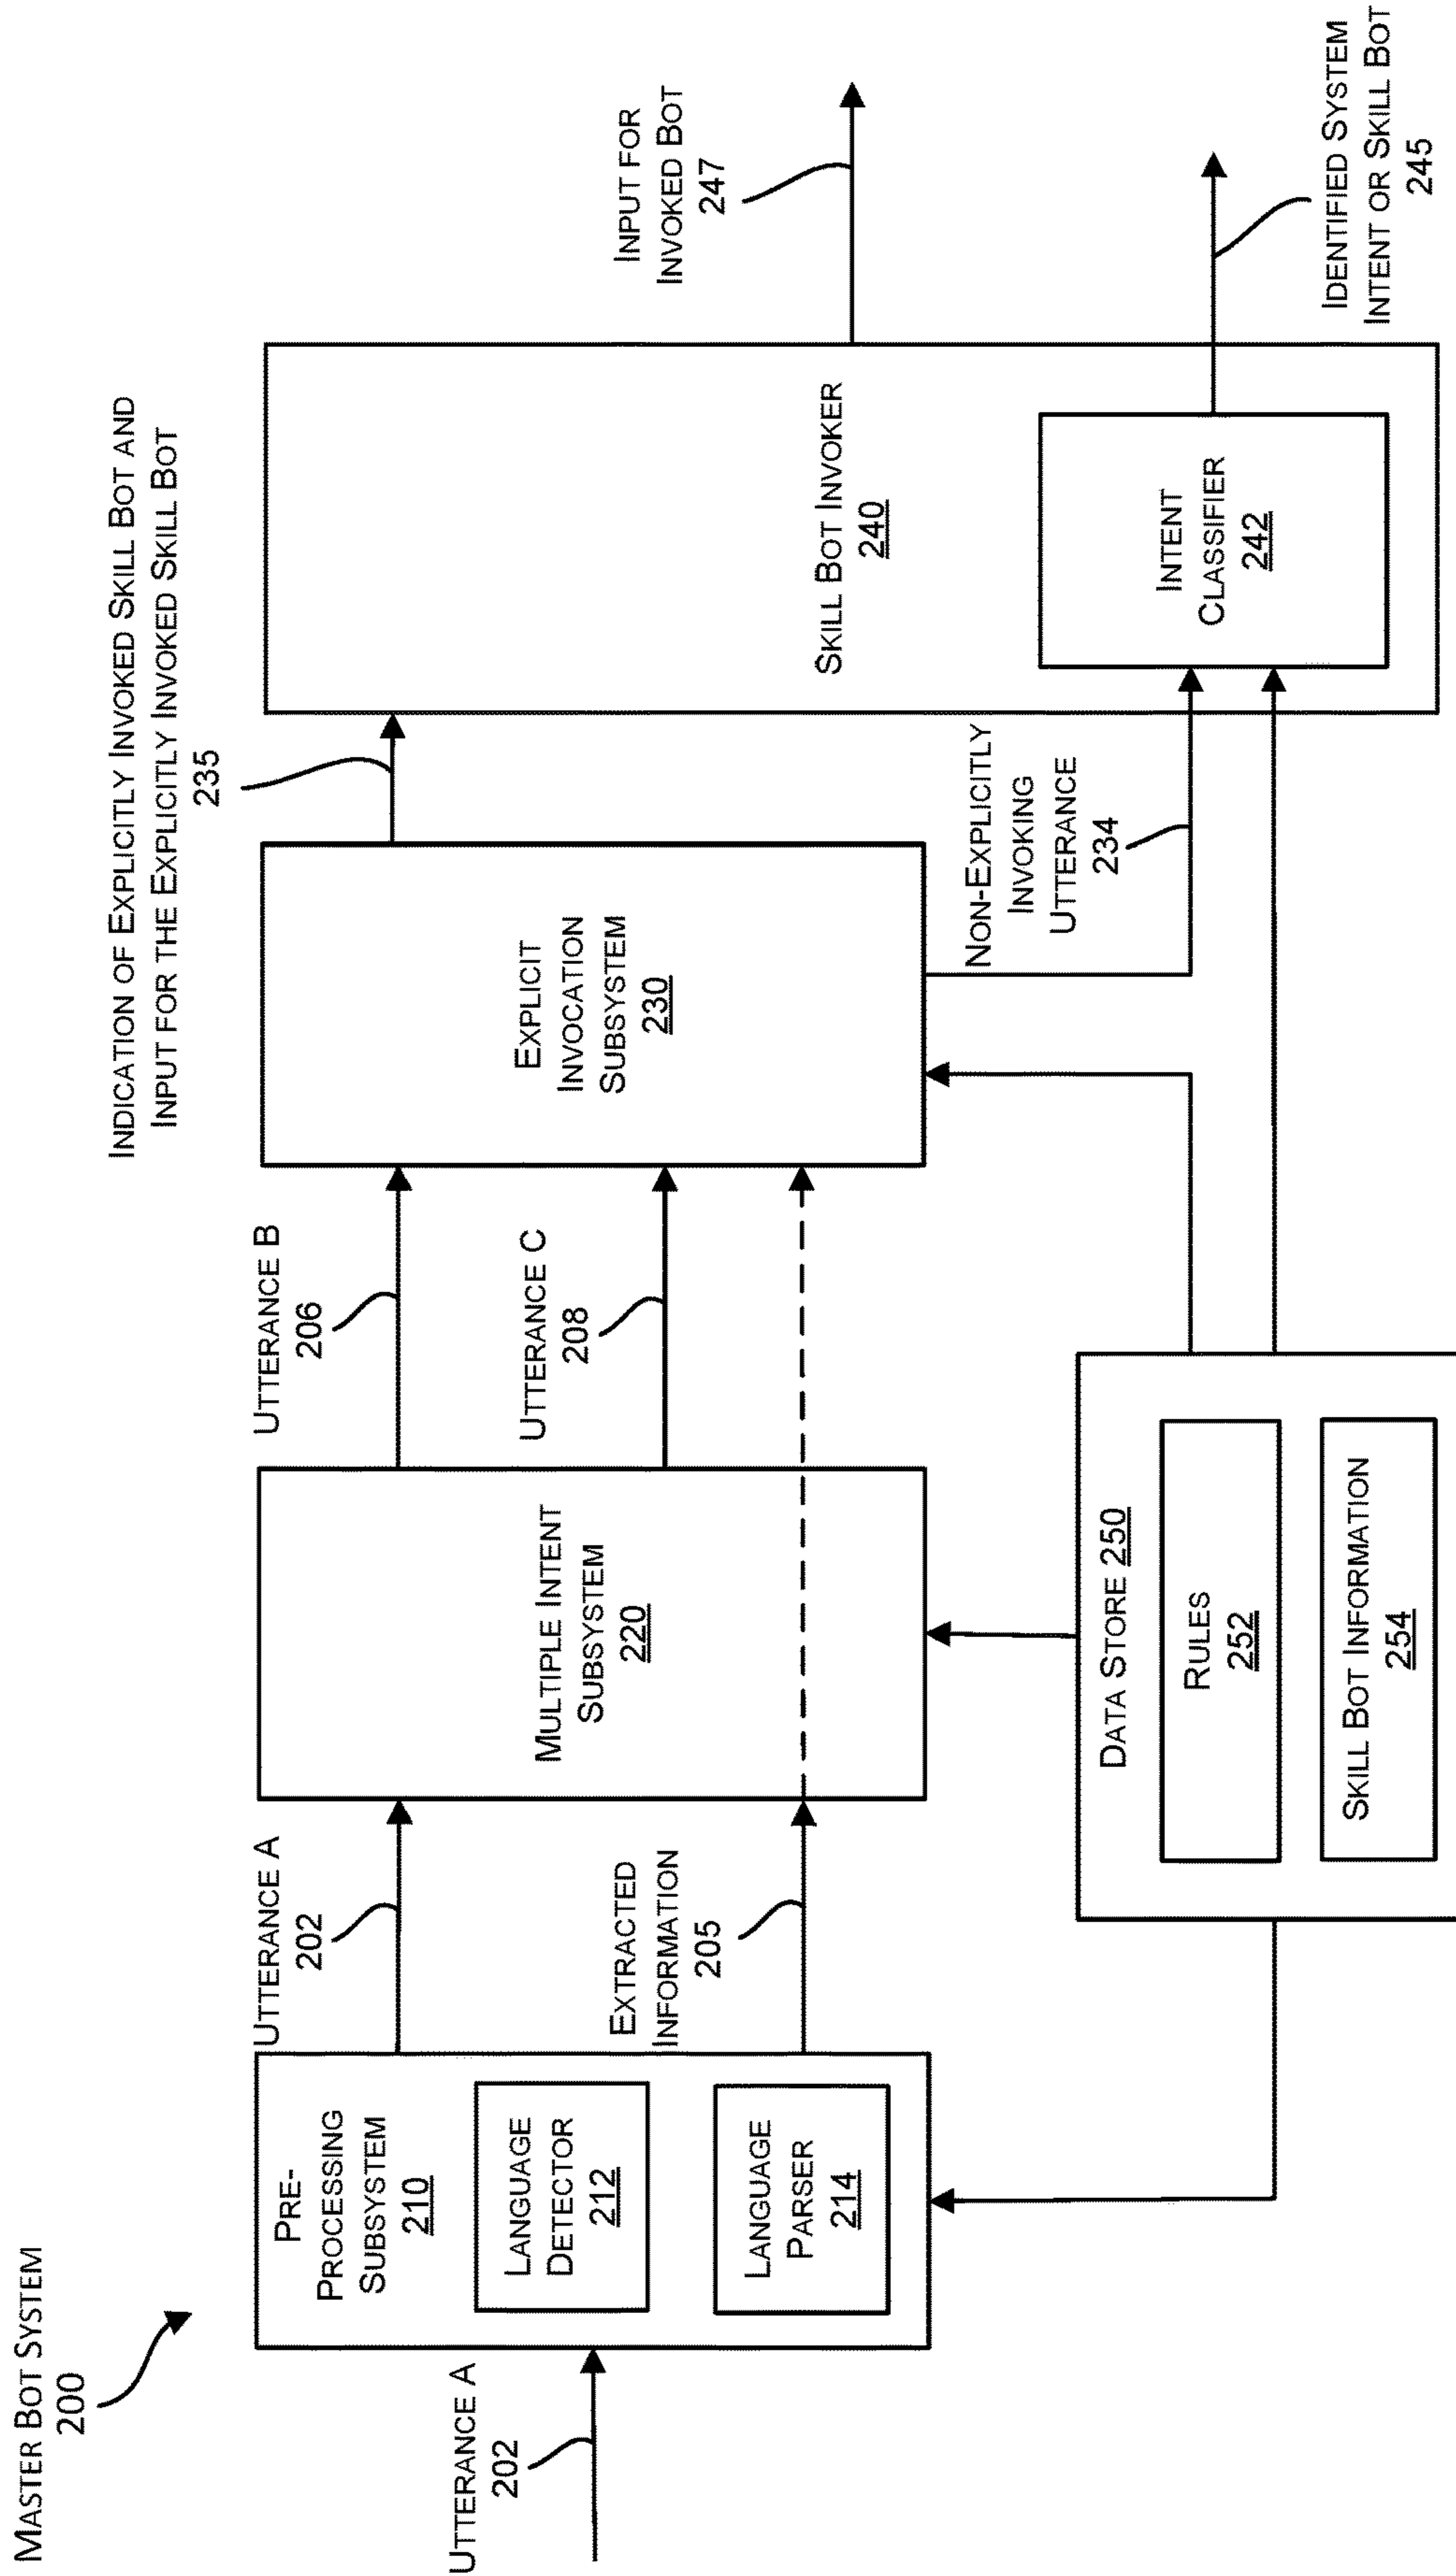 MASTER BOT SYSTEM
200
UTTERANCE A
202
PRE-
PROCESSING
SUBSYSTEM
210
LANGUAGE
DETECTOR
212
LANGUAGE
PARSER
214
UTTERANCE A
202
EXTRACTED
INFORMATION
205
MULTIPLE INTENT
SUBSYSTEM
220
UTTERANCE B
206
UTTERANCE C
208
EXPLICIT
INVOCATION
SUBSYSTEM
230
INDICATION OF EXPLICITLY INVOKED SKILL BOT AND
INPUT FOR THE EXPLICITLY INVOKED SKILL BOT
235
NON-EXPLICITLY
INVOKING
UTTERANCE
234
SKILL BOT INVOKER
240
INTENT
CLASSIFIER
242
INPUT FOR
INVOKED BOT
247
IDENTIFIED SYSTEM
INTENT OR SKILL BOT
245
DATA STORE 250
RULES
252
SKILL BOT INFORMATION
254